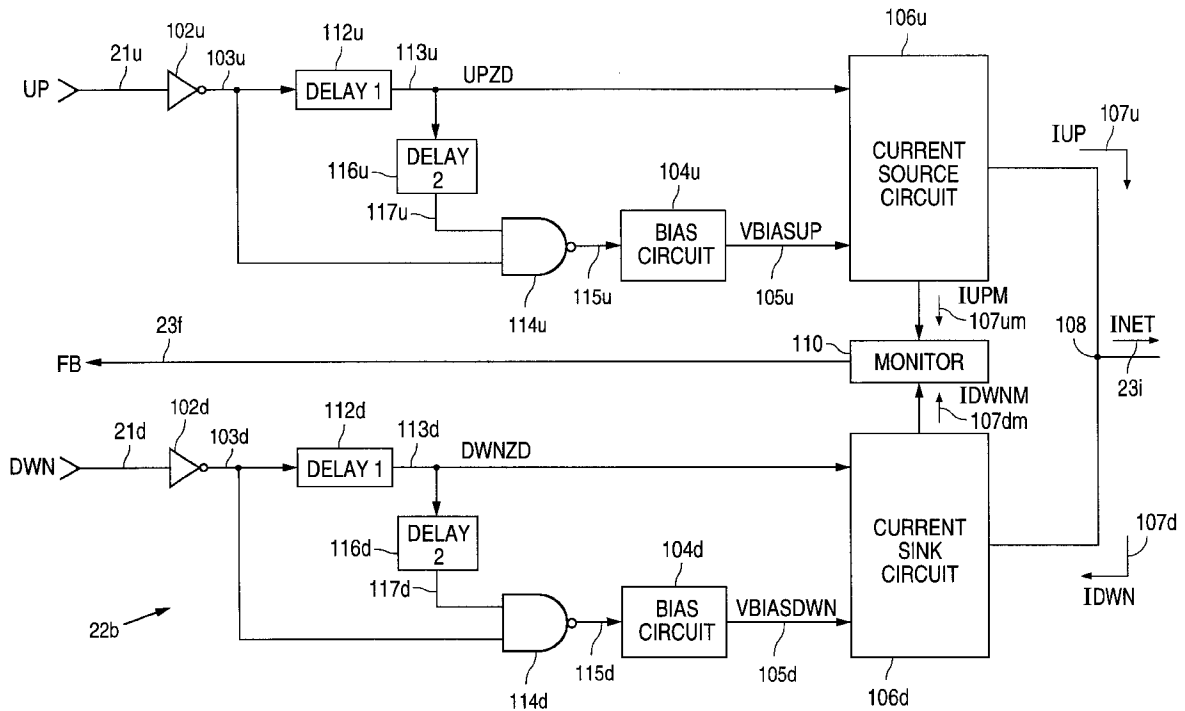 102u
112u
106u
21u
103u
113u
UP
DELAY 1
UPZD
107u
IUP
DELAY
2
116u
CURRENT
SOURCE
CIRCUIT
104u
117u
BIAS
CIRCUIT
VBIASUP
115u
105u
114u
IUPM
107um
23f
110
108
INET
FB
MONITOR
23i
102d
112d
IDWNM
107dm
21d
103d
113d
DWN
DELAY 1
DWNZD
DELAY
2
116d
CURRENT
SINK
CIRCUIT
107d
104d
117d
IDWN
BIAS
CIRCUIT
VBIASDWN
22b
115d
105d
114d
106d